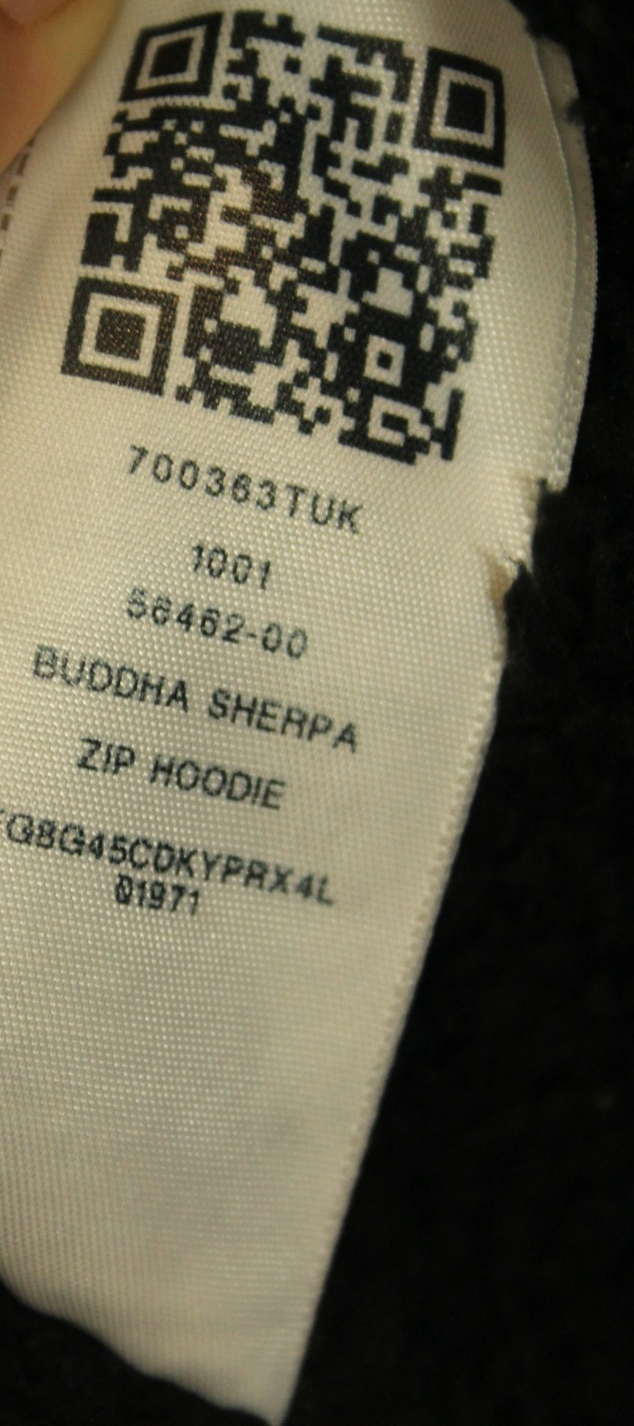 700363TUK
1001
56462-00
BUDDHA SHERPA
ZIP HOODIE
01971